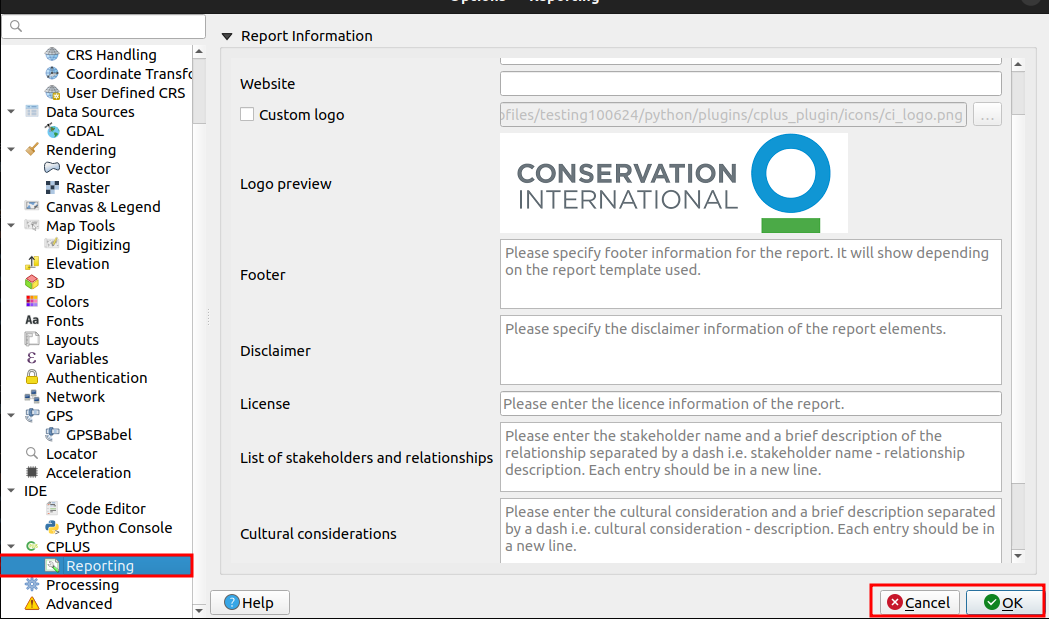 CRS Handling
Coordinate Transfo
User Defined CRS
Data Sources
GDAL
Rendering
Vector
Raster
Canvas & Legend
Map Tools
Digitizing
Elevation
3D
Colors
Aa Fonts
Layouts
ε Variables
Authentication
Network
GPS
GPSBabel
Locator
Acceleration
IDE
Code Editor
Python Console
CPLUS
Reporting
Processing
Advanced
Report Information
Website
Custom logo
ofiles/testing100624/python/plugins/cplus_plugin/icons/ci_logo.png
...
Logo preview
CONSERVATION
INTERNATIONAL
Footer
Please specify footer information for the report. It will show depending
on the report template used.
Disclaimer
Please specify the disclaimer information of the report elements.
License
Please enter the licence information of the report.
List of stakeholders and relationships
Please enter the stakeholder name and a brief description of the
relationship separated by a dash i.e. stakeholder name - relationship
description. Each entry should be in a new line.
Cultural considerations
Please enter the cultural consideration and a brief description separated
by a dash i.e. cultural consideration - description. Each entry should be in
a new line.
Help
Cancel
OK